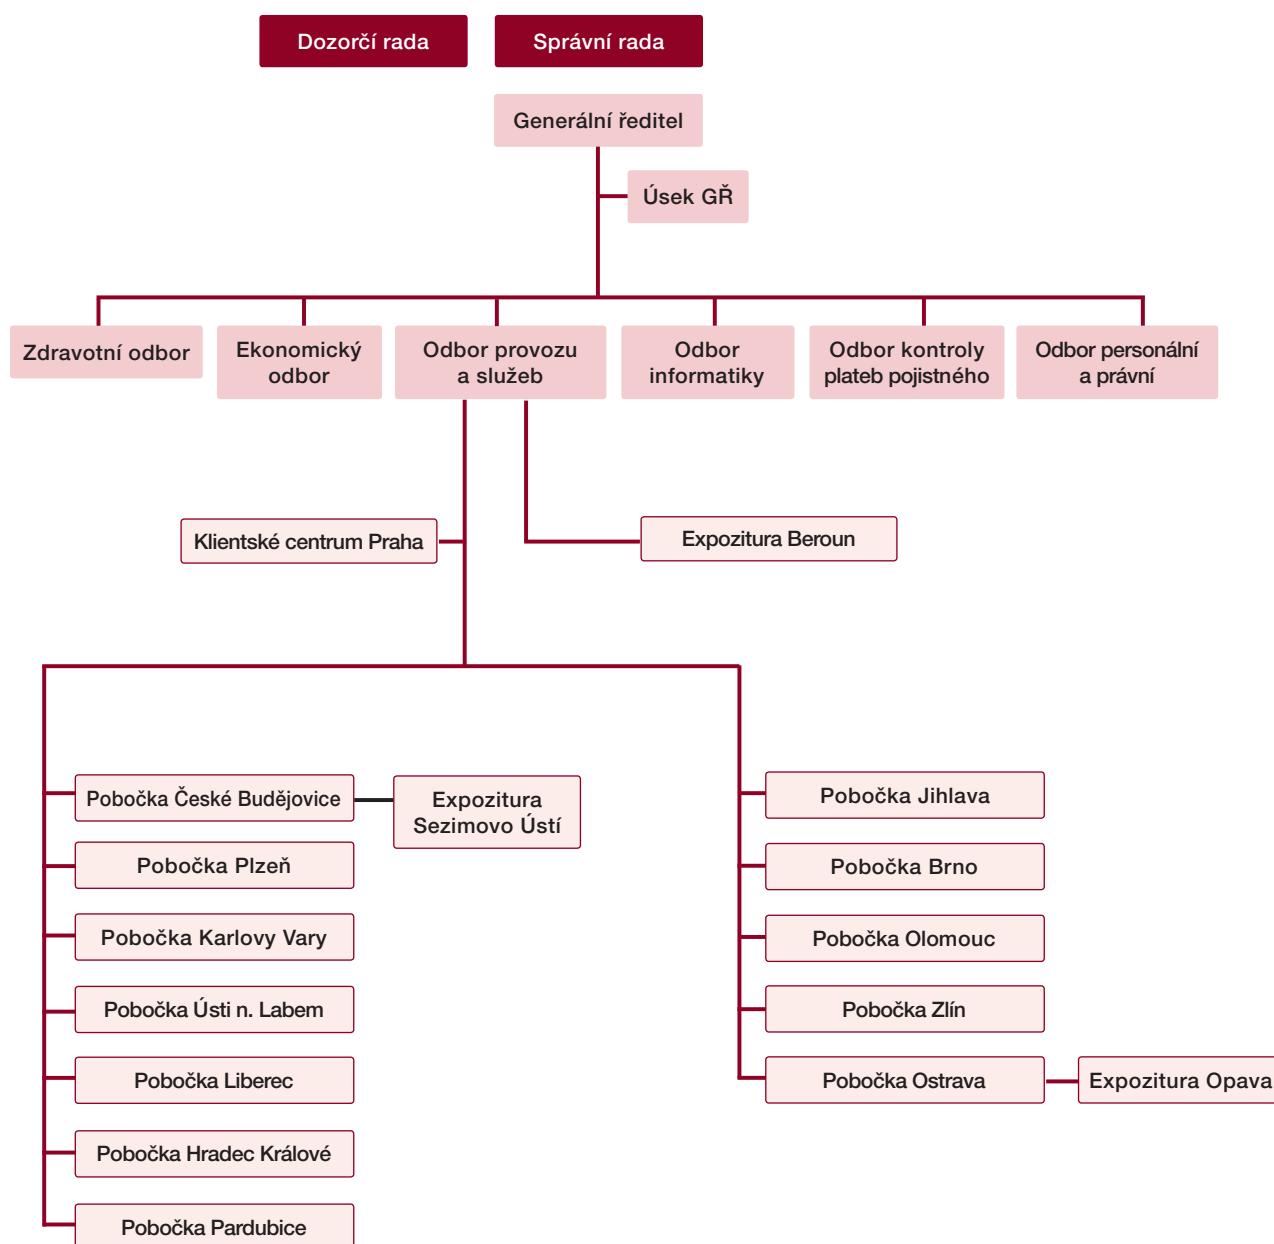 Dozorčí rada
Správní rada
Generální ředitel
Úsek GŘ
Zdravotní odbor
Ekonomický
odbor
Odbor provozu
a služeb
Odbor
informatiky
Odbor kontroly
plateb pojistného
Odbor personální
a právní
Klientské centrum Praha
Expozitura Beroun
Pobočka České Budějovice
Expozitura
Sezimovo Ústí
Pobočka Plzeň
Pobočka Karlovy Vary
Pobočka Ústi n. Labem
Pobočka Liberec
Pobočka Hradec Králové
Pobočka Pardubice
Pobočka Jihlava
Pobočka Brno
Pobočka Olomouc
Pobočka Zlín
Pobočka Ostrava
Expozitura Opava